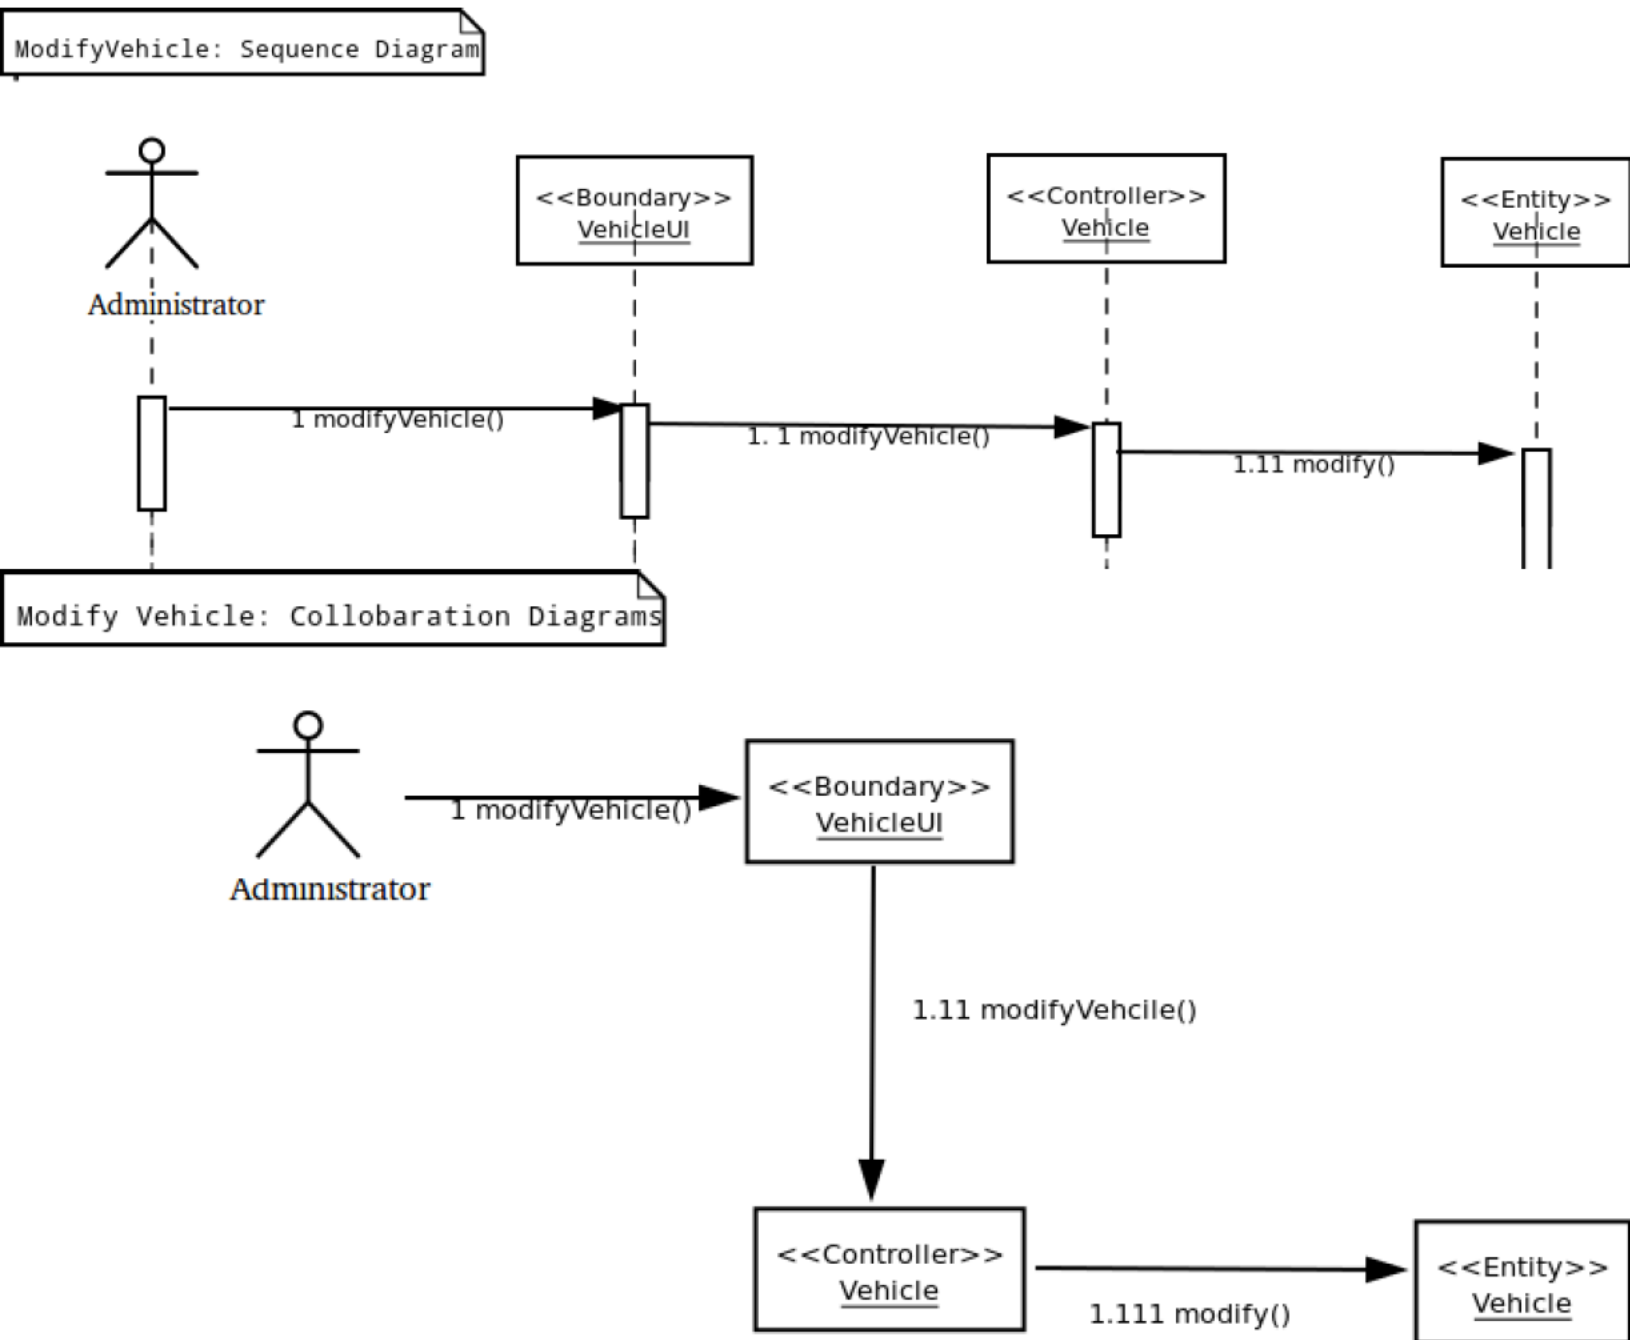 ModifyVehicle: Sequence Diagram
<<Boundary>>
VehicleUI
<<Controller>>
Vehicle
<<Entity>>
Vehicle
Administrator
1 modifyVehicle()
1. 1 modifyVehicle()
1.11 modify()
Modify Vehicle: Collobaration Diagrams
1 modifyVehicle()
<<Boundary>>
VehicleUI
Administrator
1.11 modifyVehcile()
<<Controller>>
Vehicle
<<Entity>>
Vehicle
1.111 modify()